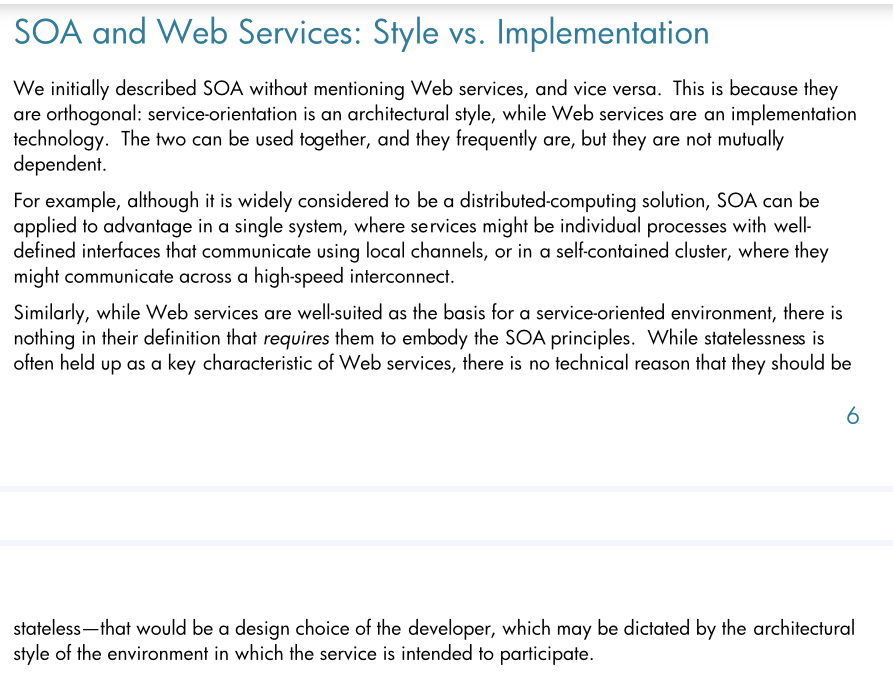 SOA and Web Services: Style vs. Implementation
We initially described SOA without mentioning Web services, and vice versa.  This is because they
are orthogonal: service-orientation is an architectural style, while Web services are an implementation
technology.  The two can be used together, and they frequently are, but they are not mutually
dependent.
For example, although it is widely considered to be a distributed-computing solution, SOA can be
applied to advantage in a single system, where services might be individual processes with well-
defined interfaces that communicate using local channels, or in a self-contained cluster, where they
might communicate across a high-speed interconnect.
Similarly, while Web services are well-suited as the basis for a service-oriented environment, there is
nothing in their definition that requires them to embody the SOA principles.  While statelessness is
often held up as a key characteristic of Web services, there is no technical reason that they should be
6
stateless—that would be a design choice of the developer, which may be dictated by the architectural
style of the environment in which the service is intended to participate.